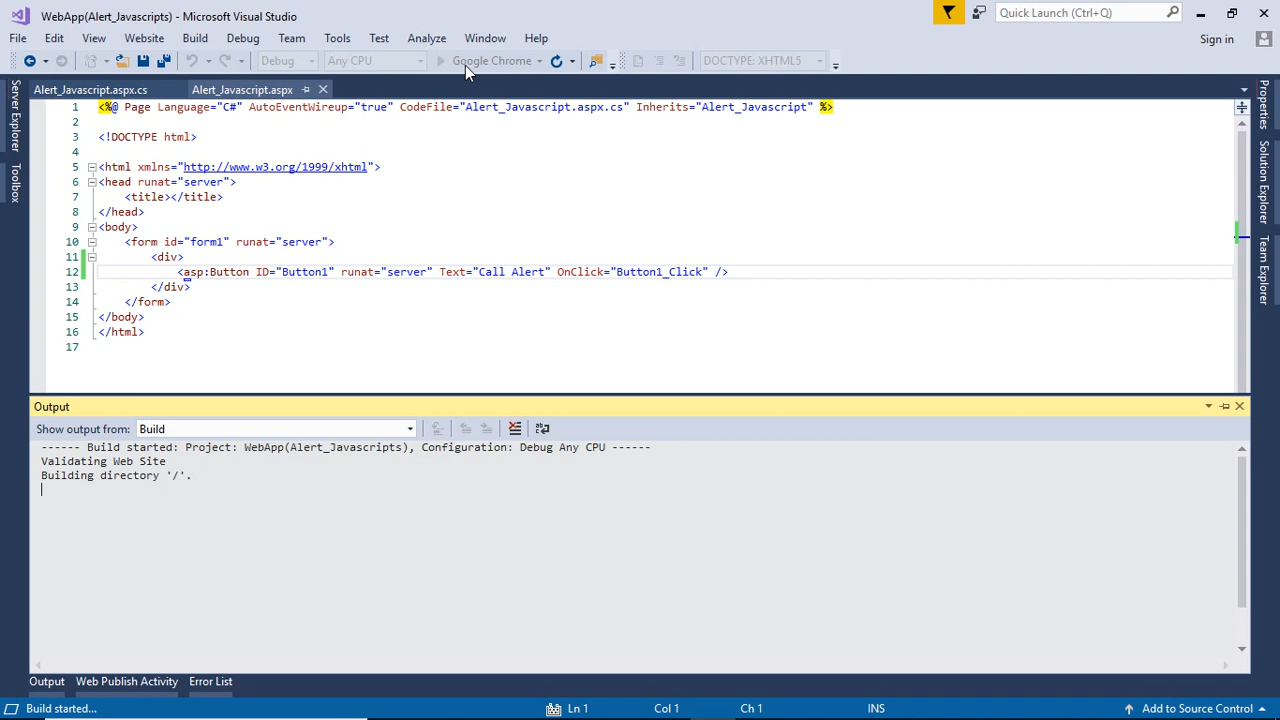 WebApp(Alert_Javascripts) - Microsoft Visual Studio
Quick Launch (Ctrl+Q)
File Edit View Website Build Debug Team Tools Test Analyze Window Help
Sign in
Debug Any CPU Google Chrome DOCTYPE: XHTML5
Alert_Javascript.aspx.cs Alert_Javascript.aspx
Server Explorer
Toolbox
1 <%@ Page Language="C#" AutoEventWireup="true" CodeFile="Alert_Javascript.aspx.cs" Inherits="Alert_Javascript" %>
2
3 <!DOCTYPE html>
4
5 <html xmlns="http://www.w3.org/1999/xhtml">
6 <head runat="server">
7 <title></title>
8 </head>
9 <body>
10 <form id="form1" runat="server">
11 <div>
12 <asp:Button ID="Button1" runat="server" Text="Call Alert" OnClick="Button1_Click" />
13 </div>
14 </form>
15 </body>
16 </html>
17
Properties
Solution Explorer
Team Explorer
Output
Show output from: Build
------ Build started: Project: WebApp(Alert_Javascripts), Configuration: Debug Any CPU ------
Validating Web Site
Building directory '/'.
Output Web Publish Activity Error List
Build started... Ln 1 Col 1 Ch 1 INS Add to Source Control